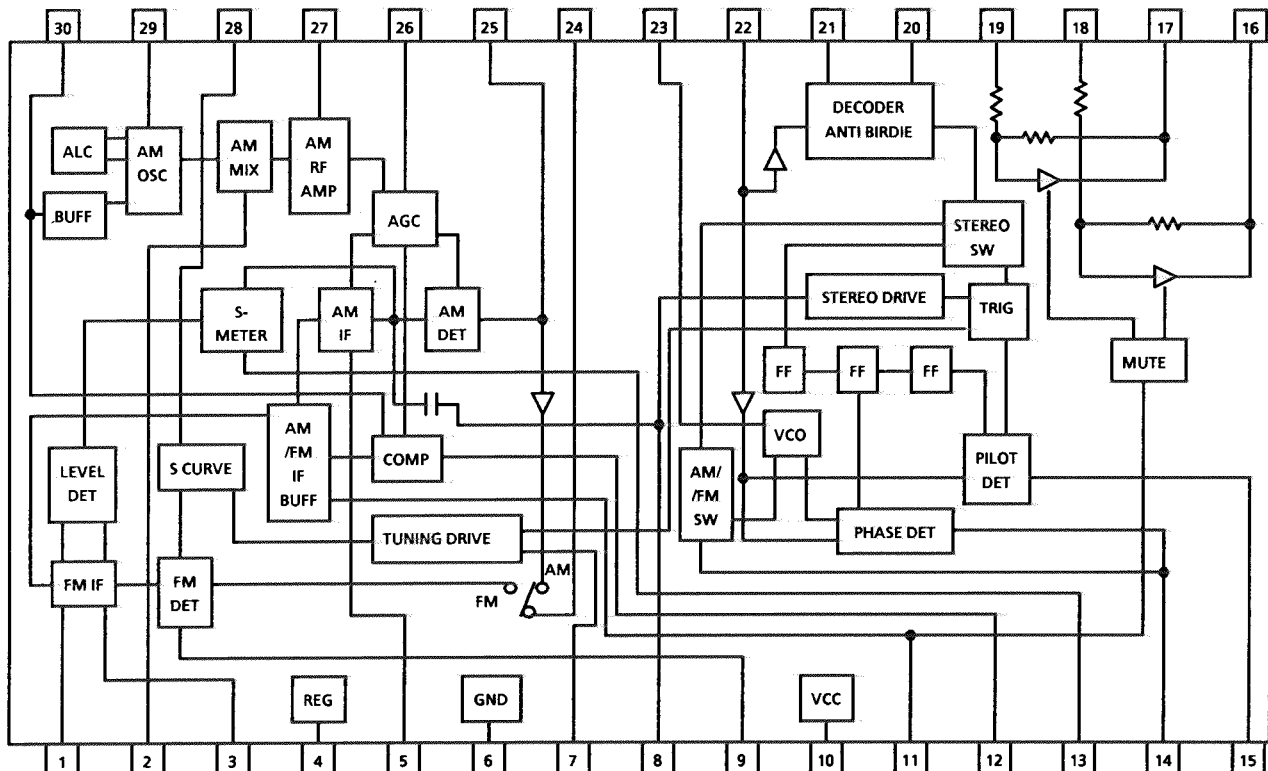 30 29 28 27 26 25 24 23 22 21 20 19 18 17 16
DECODER
ANTI BIRDIE
ALC
AM
OSC
AM
MIX
AM
RF
AMP
BUFF
AGC
STEREO
SW
S-
METER
AM
IF
AM
DET
STEREO DRIVE
TRIG
MUTE
FF
FF
FF
LEVEL
DET
S CURVE
AM
/FM
IF
BUFF
COMP
VCO
AM/
/FM
SW
PILOT
DET
TUNING DRIVE
PHASE DET
FM IF
FM
DET
AM
FM
REG
GND
VCC
1 2 3 4 5 6 7 8 9 10 11 12 13 14 15